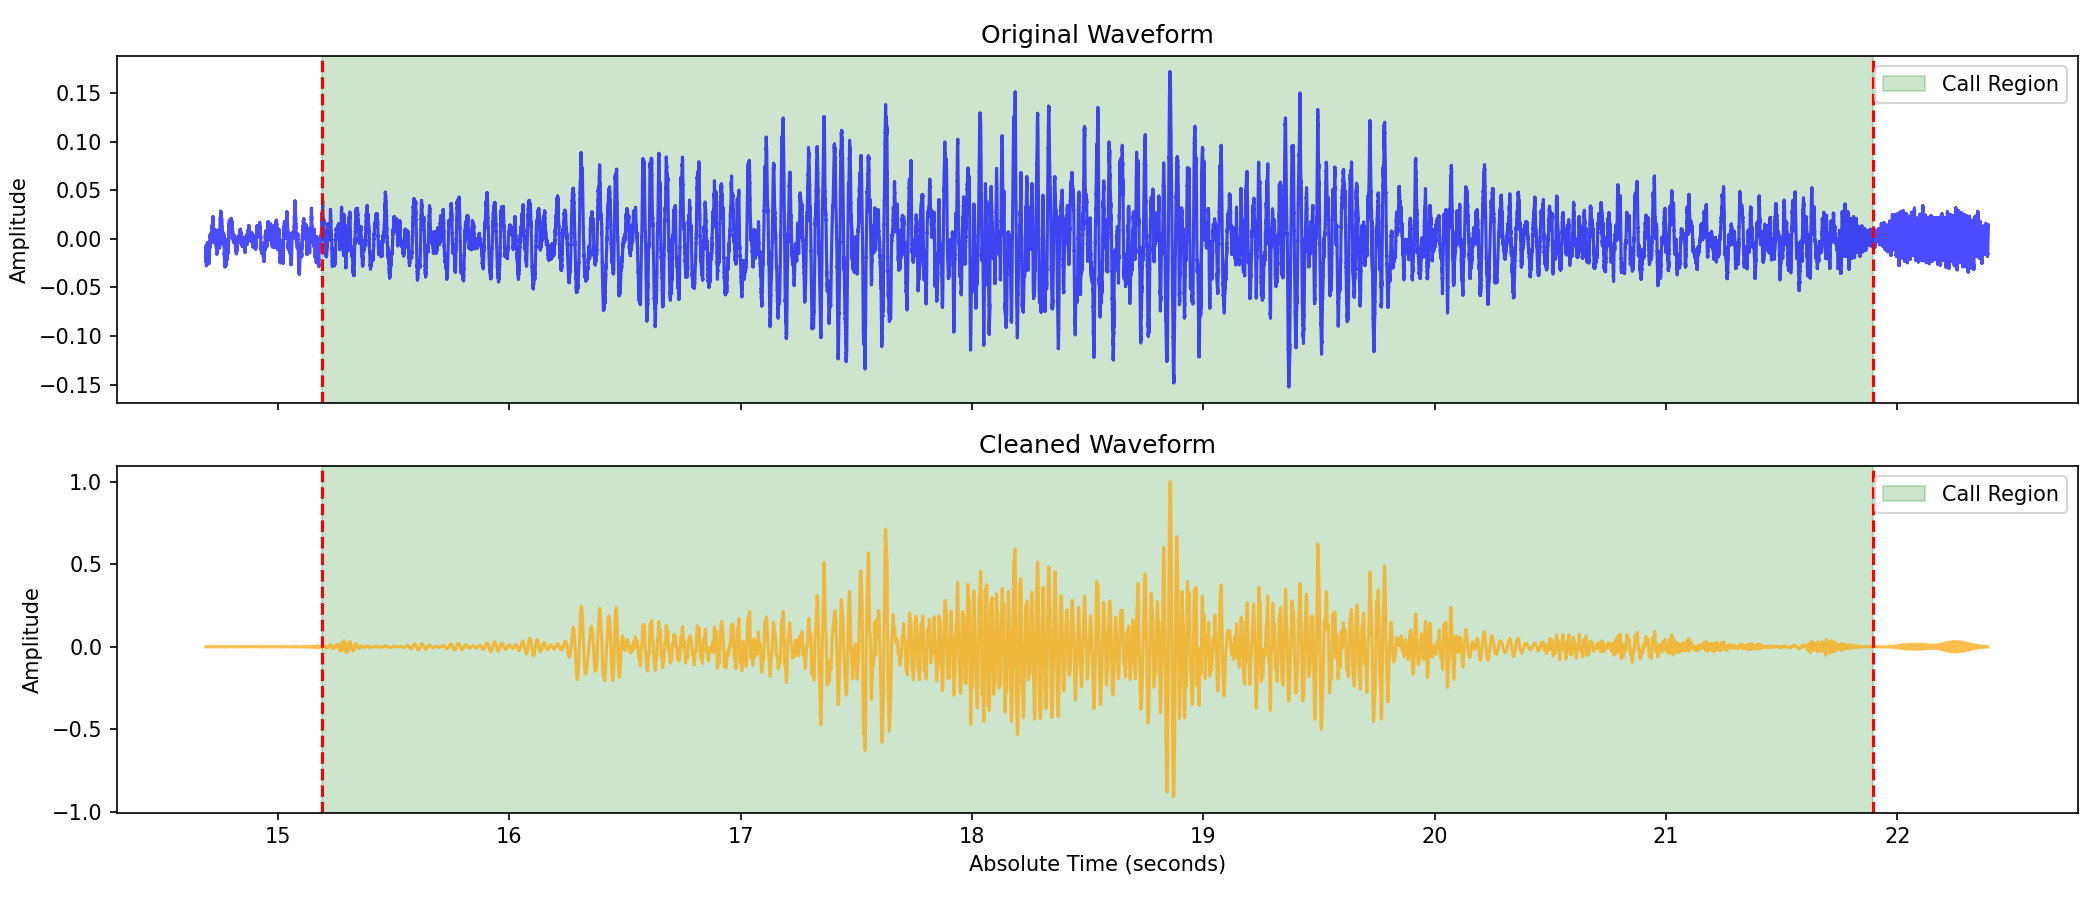 Original Waveform
Call Region
Amplitude
0.15
0.10
0.05
0.00
−0.05
−0.10
−0.15
Cleaned Waveform
Call Region
Amplitude
1.0
0.5
0.0
−0.5
−1.0
15 16 17 18 19 20 21 22
Absolute Time (seconds)